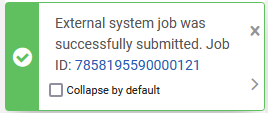 External system job was
successfully submitted. Job
ID: 7858195590000121
Collapse by default